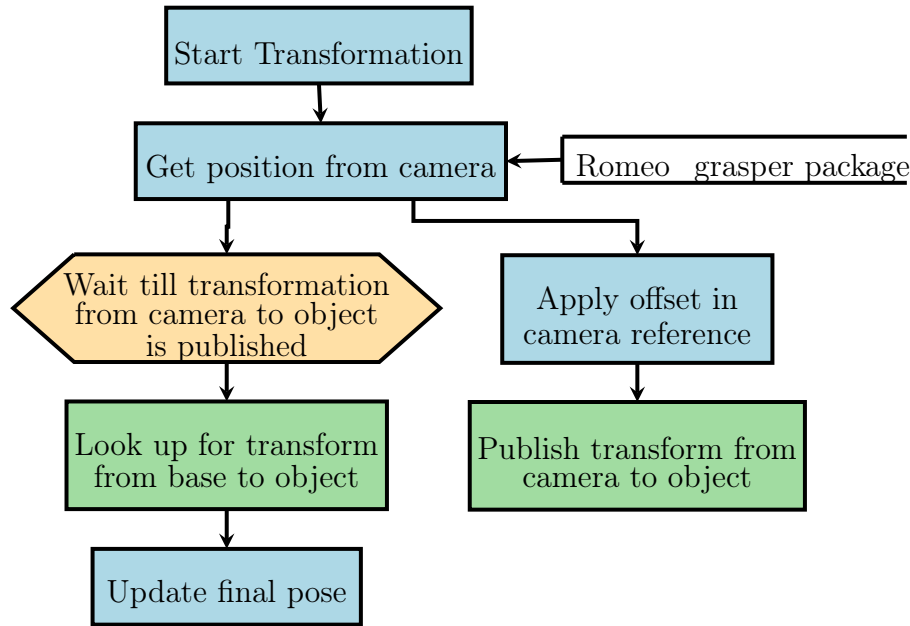 Start Transformation
Get position from camera
Romeo grasper package
Wait till transformation
from camera to object
is published
Apply offset in
camera reference
Look up for transform
from base to object
Publish transform from
camera to object
Update final pose